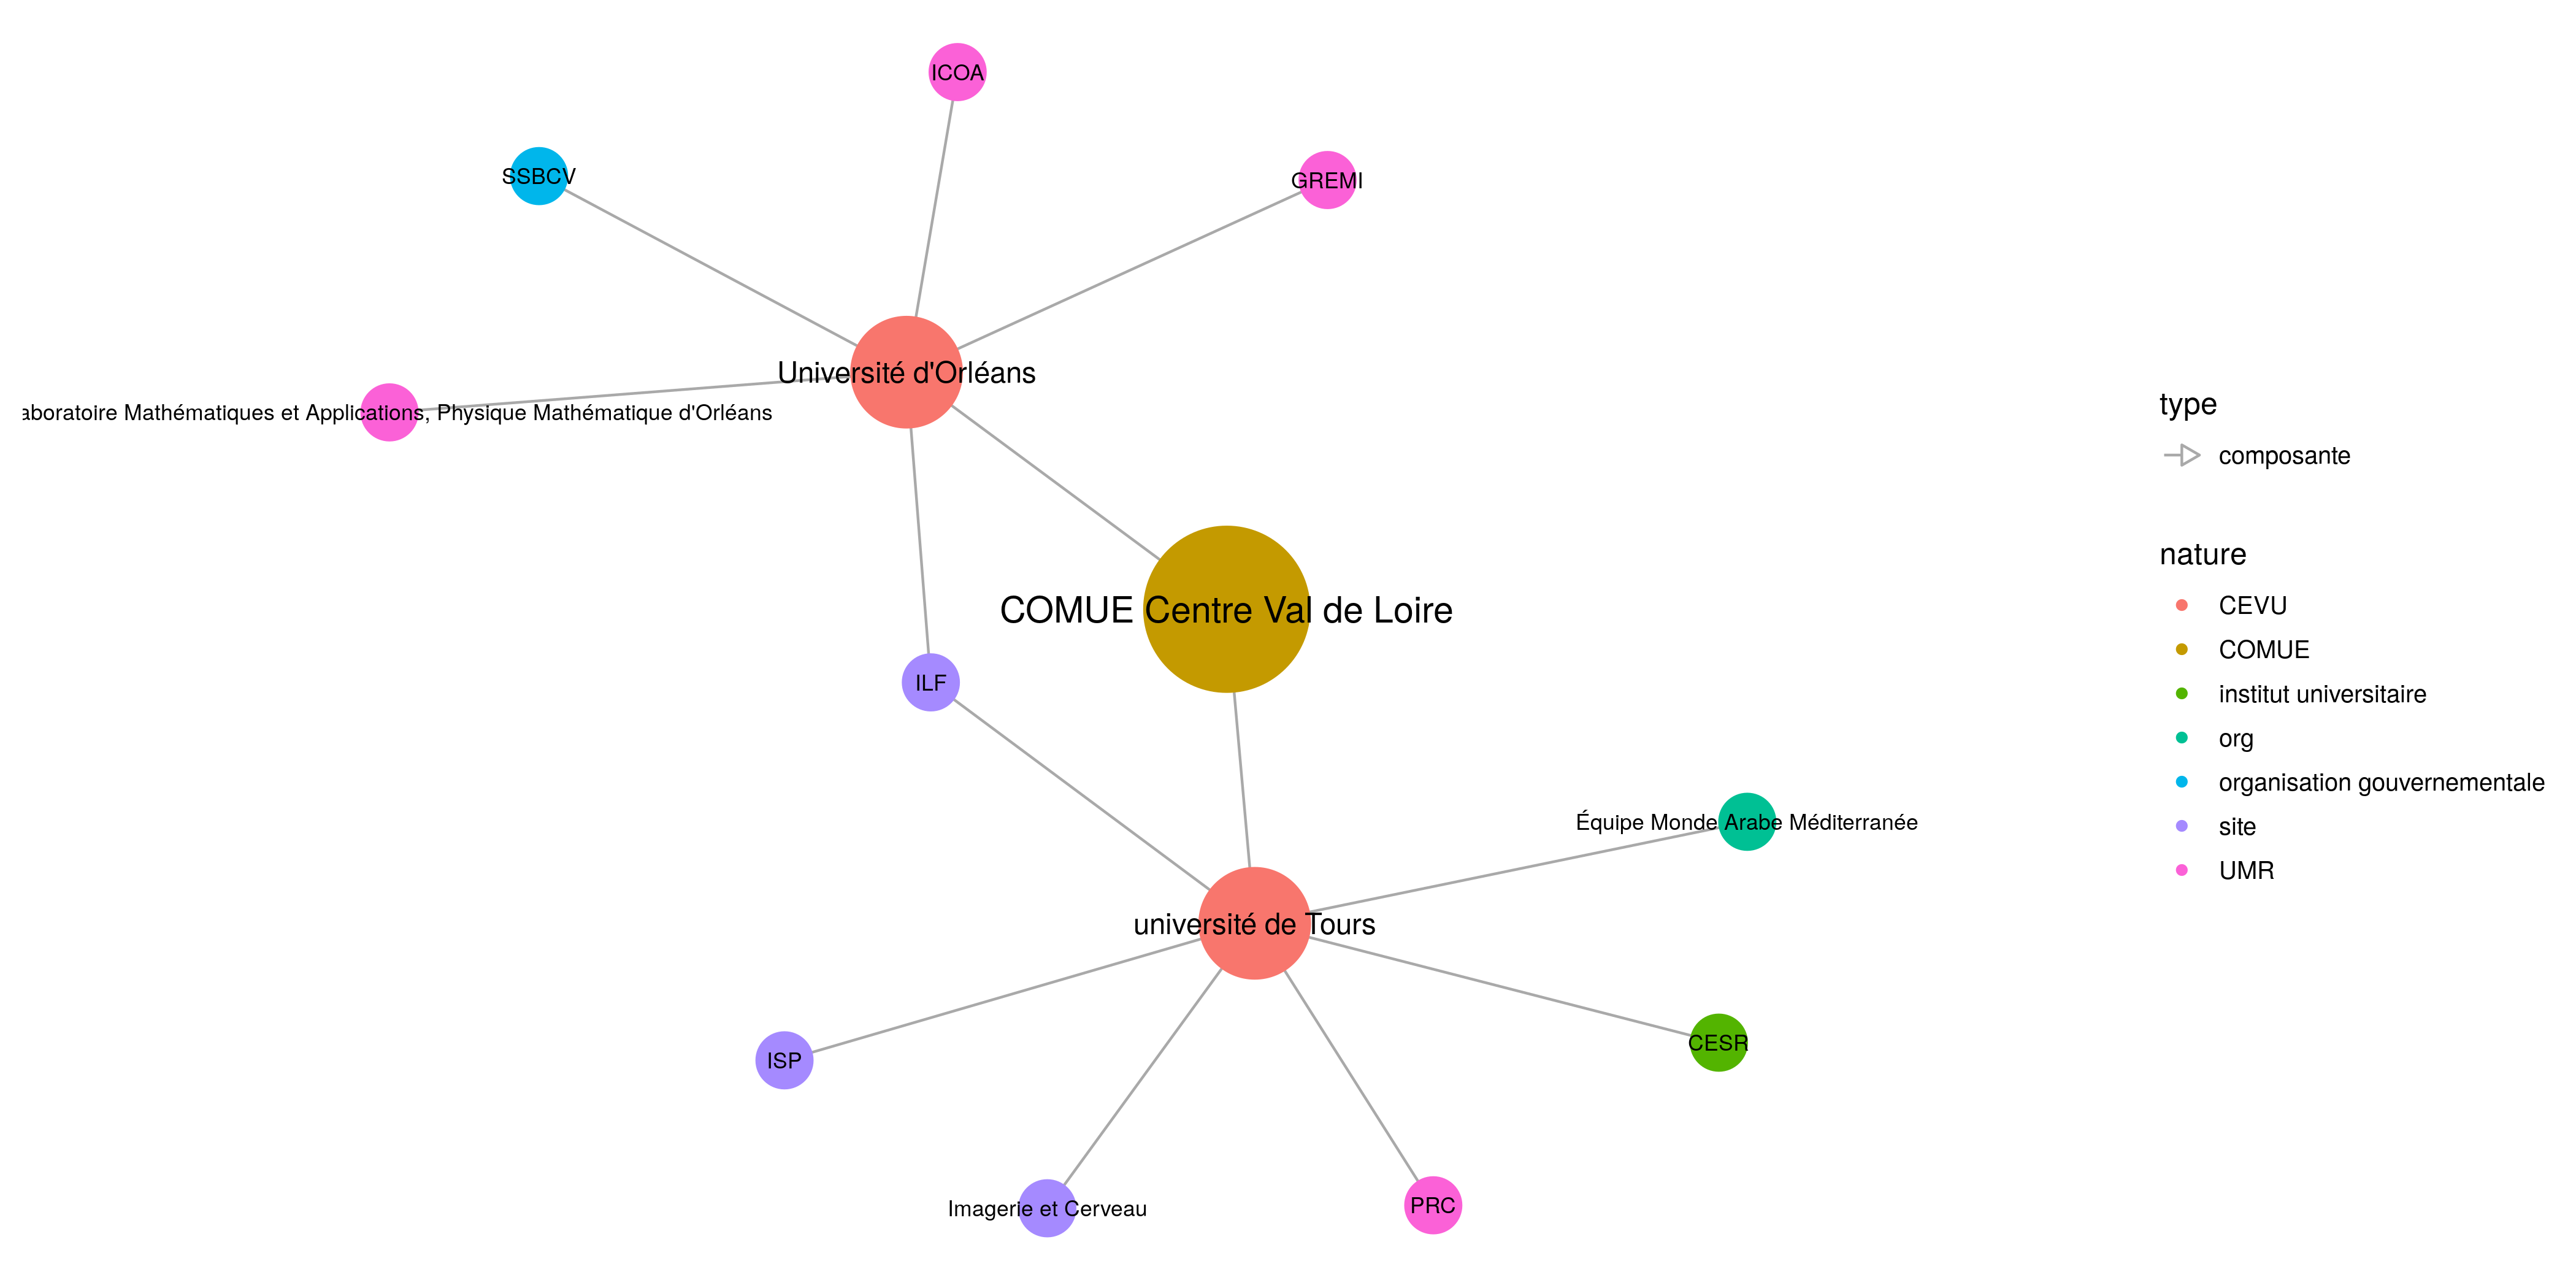 ICOA
SSBCV
GREMI
Université d'Orléans
aboratoire Mathématiques et Applications, Physique Mathématique d'Orléans
COMUE Centre Val de Loire
ILF
Équipe Monde Arabe Méditerranée
université de Tours
CESR
ISP
Imagerie et Cerveau
PRC
type
composante
nature
CEVU
COMUE
institut universitaire
org
organisation gouvernementale
site
UMR